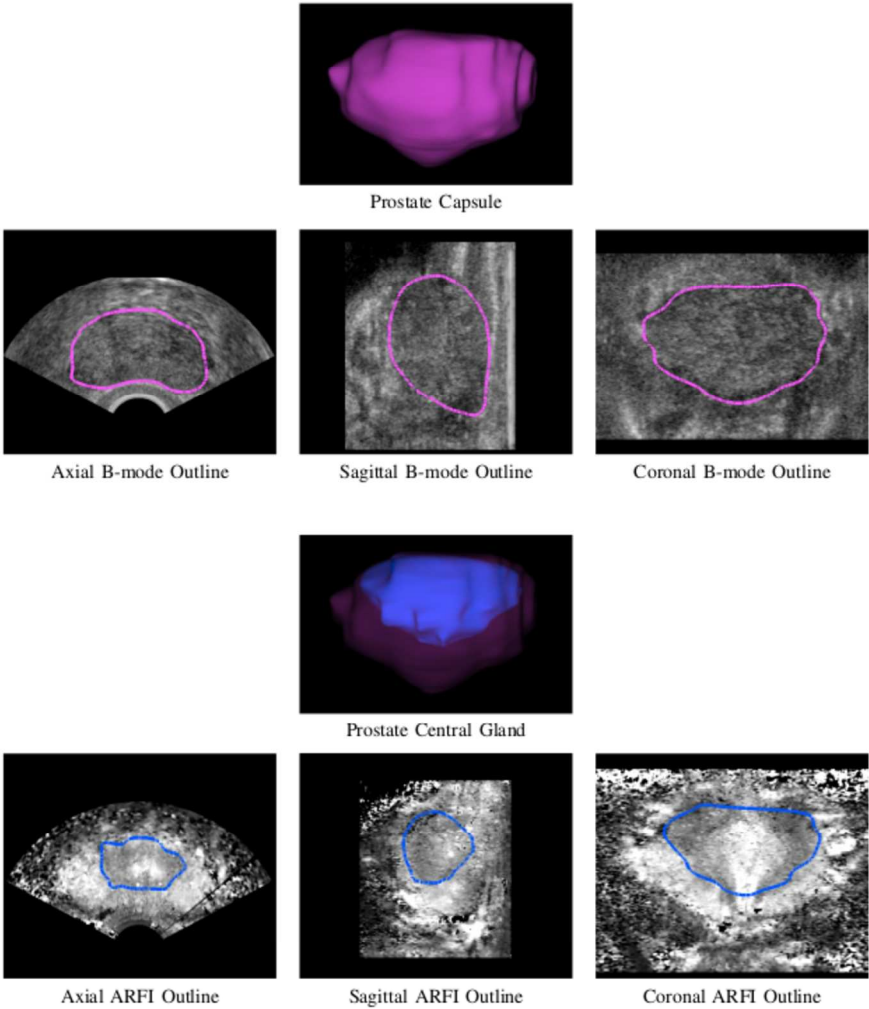 Prostate Capsule
Axial B-mode Outline
Sagittal B-mode Outline
Coronal B-mode Outline
Prostate Central Gland
Axial ARFI Outline
Sagittal ARFI Outline
Coronal ARFI Outline